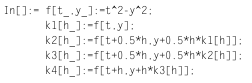 In[]:= f[t_,y_]:=t^2-y^2;
k1[h_]:=f[t,y];
k2[h_]:=f[t+0.5*h,y+0.5*h*k1[h]];
k3[h_]:=f[t+0.5*h,y+0.5*h*k2[h]];
k4[h_]:=f[t+h,y+h*k3[h]];